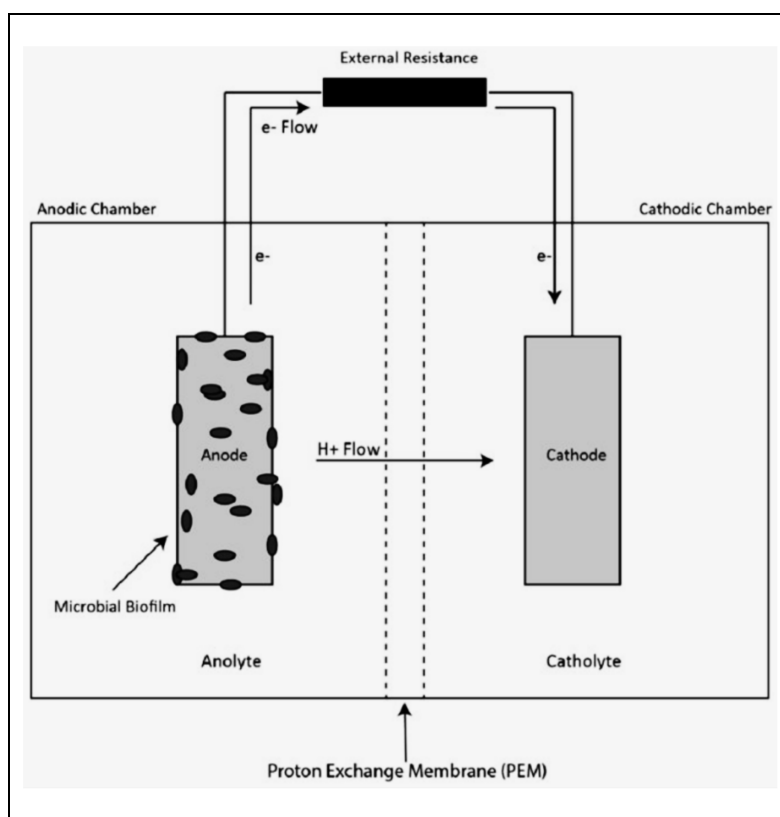 External Resistance
e- Flow
Anodic Chamber
Cathodic Chamber
e-
e-
Anode
H+ Flow
Cathode
Microbial Biofilm
Anolyte
Catholyte
Proton Exchange Membrane (PEM)